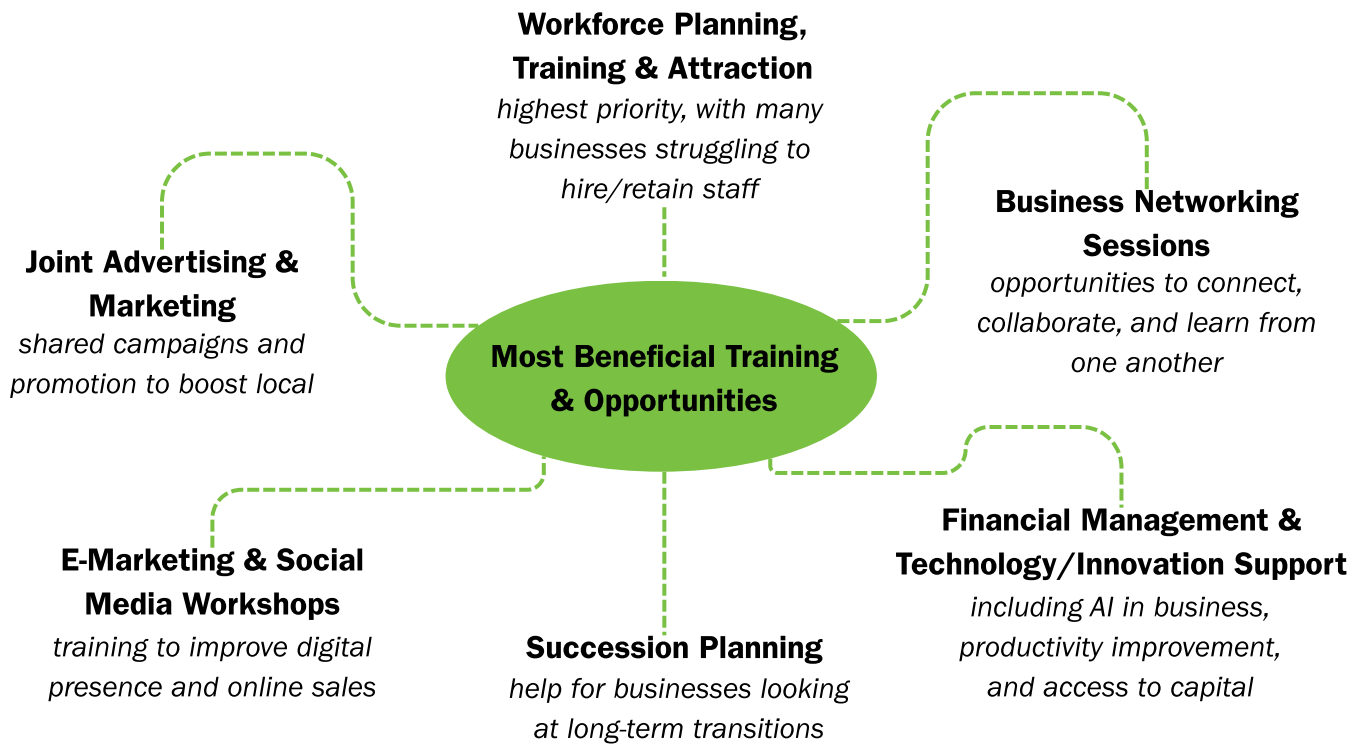 Workforce Planning,
Training & Attraction
highest priority, with many
businesses struggling to
hire/retain staff
Business Networking
Sessions
opportunities to connect,
collaborate, and learn from
one another
Joint Advertising &
Marketing
shared campaigns and
promotion to boost local
Most Beneficial Training
& Opportunities
Financial Management &
Technology/Innovation Support
including AI in business,
productivity improvement,
and access to capital
E-Marketing & Social
Media Workshops
training to improve digital
presence and online sales
Succession Planning
help for businesses looking
at long-term transitions